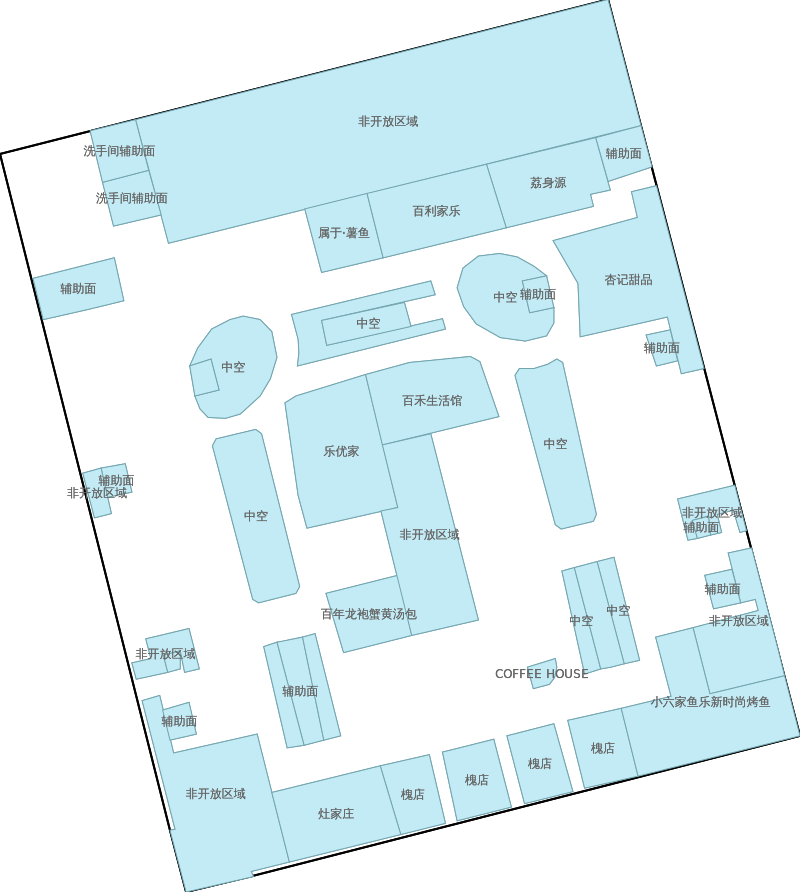 非开放区域
洗手间辅助面
辅助面
荔身源
洗手间辅助面
百利家乐
属于·薯鱼
杏记甜品
辅助面
中空
辅助面
中空
辅助面
中空
百禾生活馆
中空
乐优家
辅助面
非开放区域
非开放区域
中空
辅助面
非开放区域
辅助面
百年龙袍蟹黄汤包
中空
中空
非开放区域
非开放区域
COFFEE HOUSE
辅助面
小六家鱼乐新时尚烤鱼
辅助面
槐店
槐店
槐店
非开放区域
槐店
灶家庄